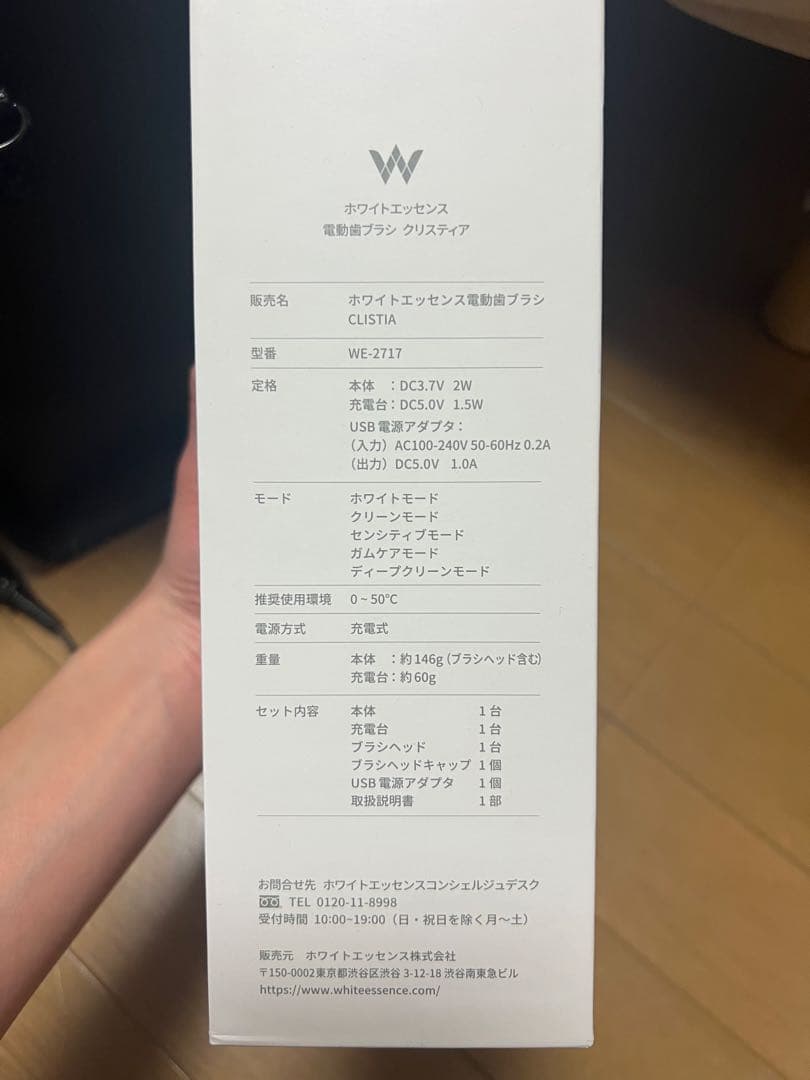 ホワイトエッセンス
電動歯ブラシ クリスティア
販売名 ホワイトエッセンス電動歯ブラシ
CLISTIA
型番 WE-2717
定格 本体 :DC3.7V 2W
充電台:DC5.0V 1.5W
USB電源アダプタ:
(入力) AC100-240V 50-60Hz 0.2A
(出力) DC5.0V 1.0A
モード ホワイトモード
クリーンモード
センシティブモード
ガムケアモード
ディープクリーンモード
推奨使用環境 0~50℃
電源方式 充電式
重量 本体 :約146g(ブラシヘッド含む)
充電台:約60g
セット内容 本体 1台
充電台 1台
ブラシヘッド 1台
ブラシヘッドキャップ 1個
USB電源アダプタ 1個
取扱説明書 1部
お問合せ先 ホワイトエッセンスコンシェルジュデスク
TEL 0120-11-8998
受付時間 10:00~19:00(日・祝日を除く月~土)
販売元 ホワイトエッセンス株式会社
〒150-0002東京都渋谷区渋谷 3-12-18 渋谷南東急ビル
https://www.whiteessence.com/